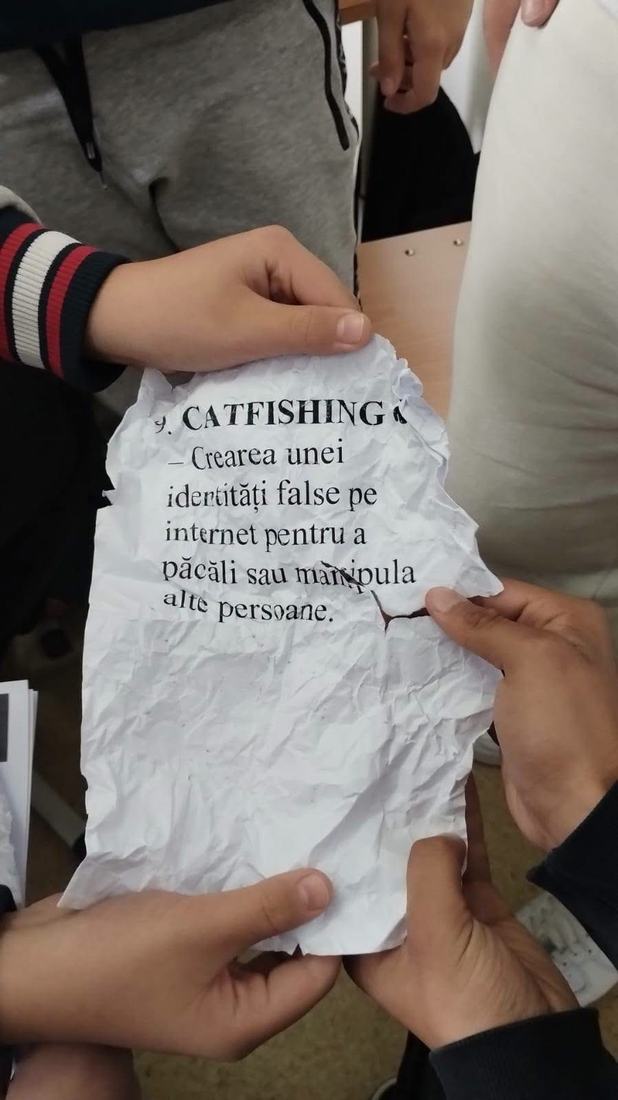 9. CATFISHING
– Crearea unei
identități false pe
internet pentru a
păcăli sau manipula
alte persoane.